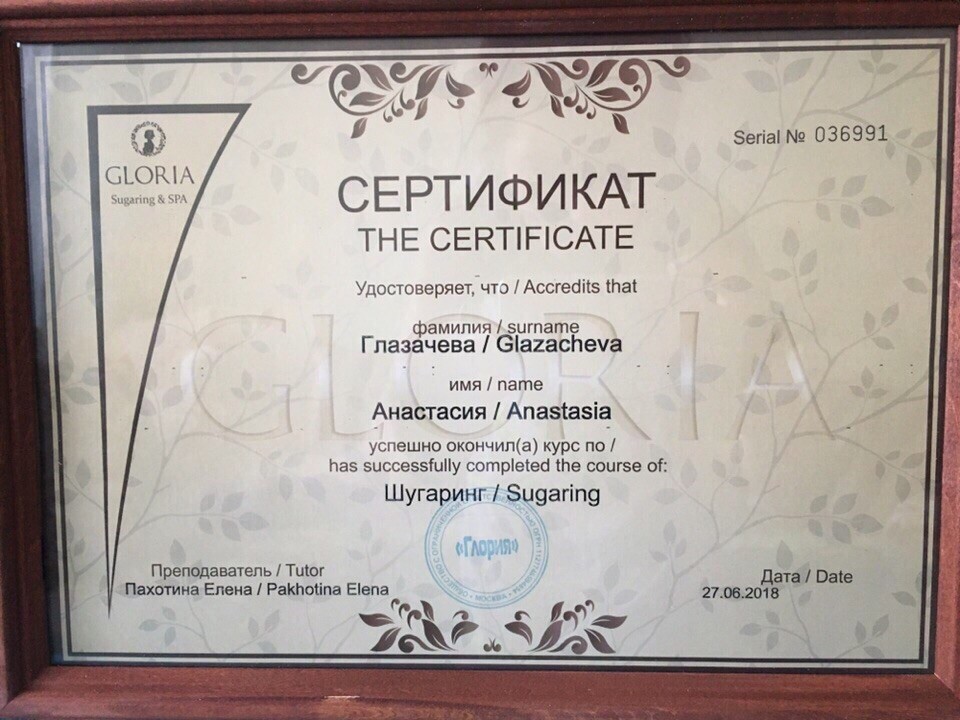 Serial № 036991
GLORIA
Sugaring & SPA
СЕРТИФИКАТ
THE CERTIFICATE
Удостоверяет, что / Accredits that
фамилия / surname
Глазачева / Glazacheva
имя / name
Анастасия / Anastasia
успешно окончил(а) курс по /
has successfully completed the course of:
Шугаринг / Sugaring
«Глория»
МОСКВА
Преподаватель / Tutor
Пахотина Елена / Pakhotina Elena
Дата / Date
27.06.2018
GLORIA